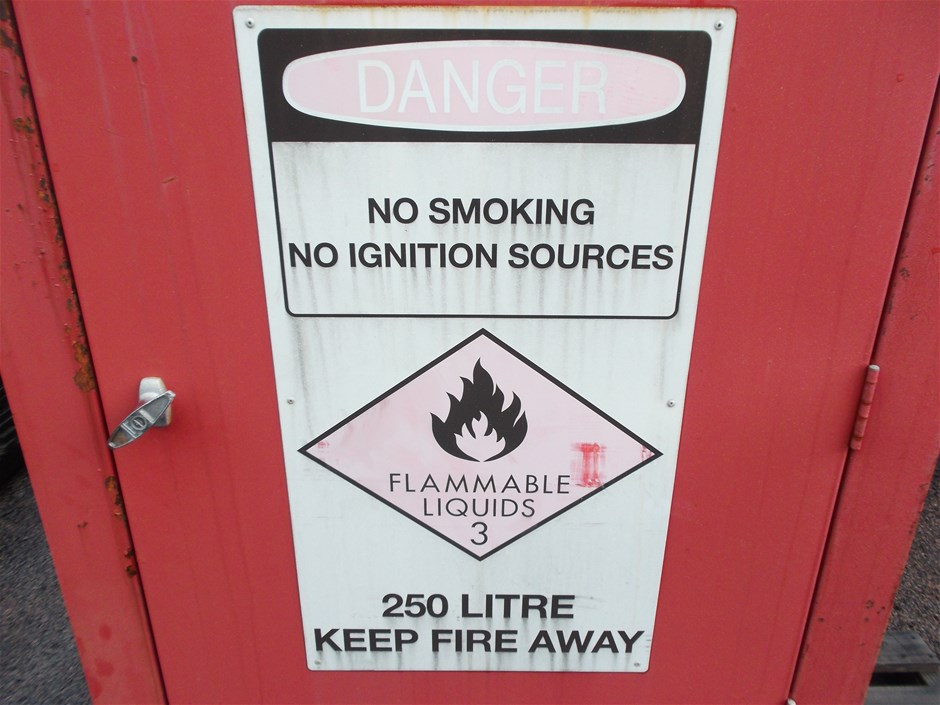 DANGER
NO SMOKING
NO IGNITION SOURCES
FLAMMABLE
LIQUIDS
3
250 LITRE
KEEP FIRE AWAY